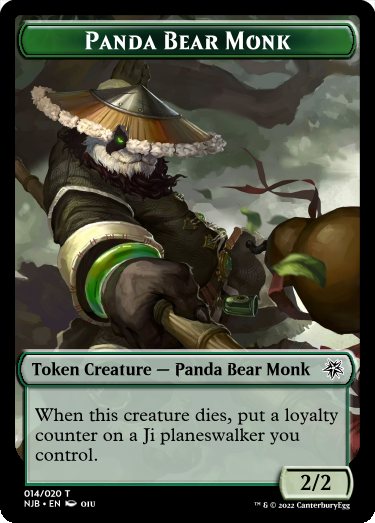 PANDA BEAR MONK
Token Creature — Panda Bear Monk
When this creature dies, put a loyalty
counter on a Ji planeswalker you
control.
2/2
014/020 T
NJB • EN OIU
™ & © 2022 CanterburyEgg